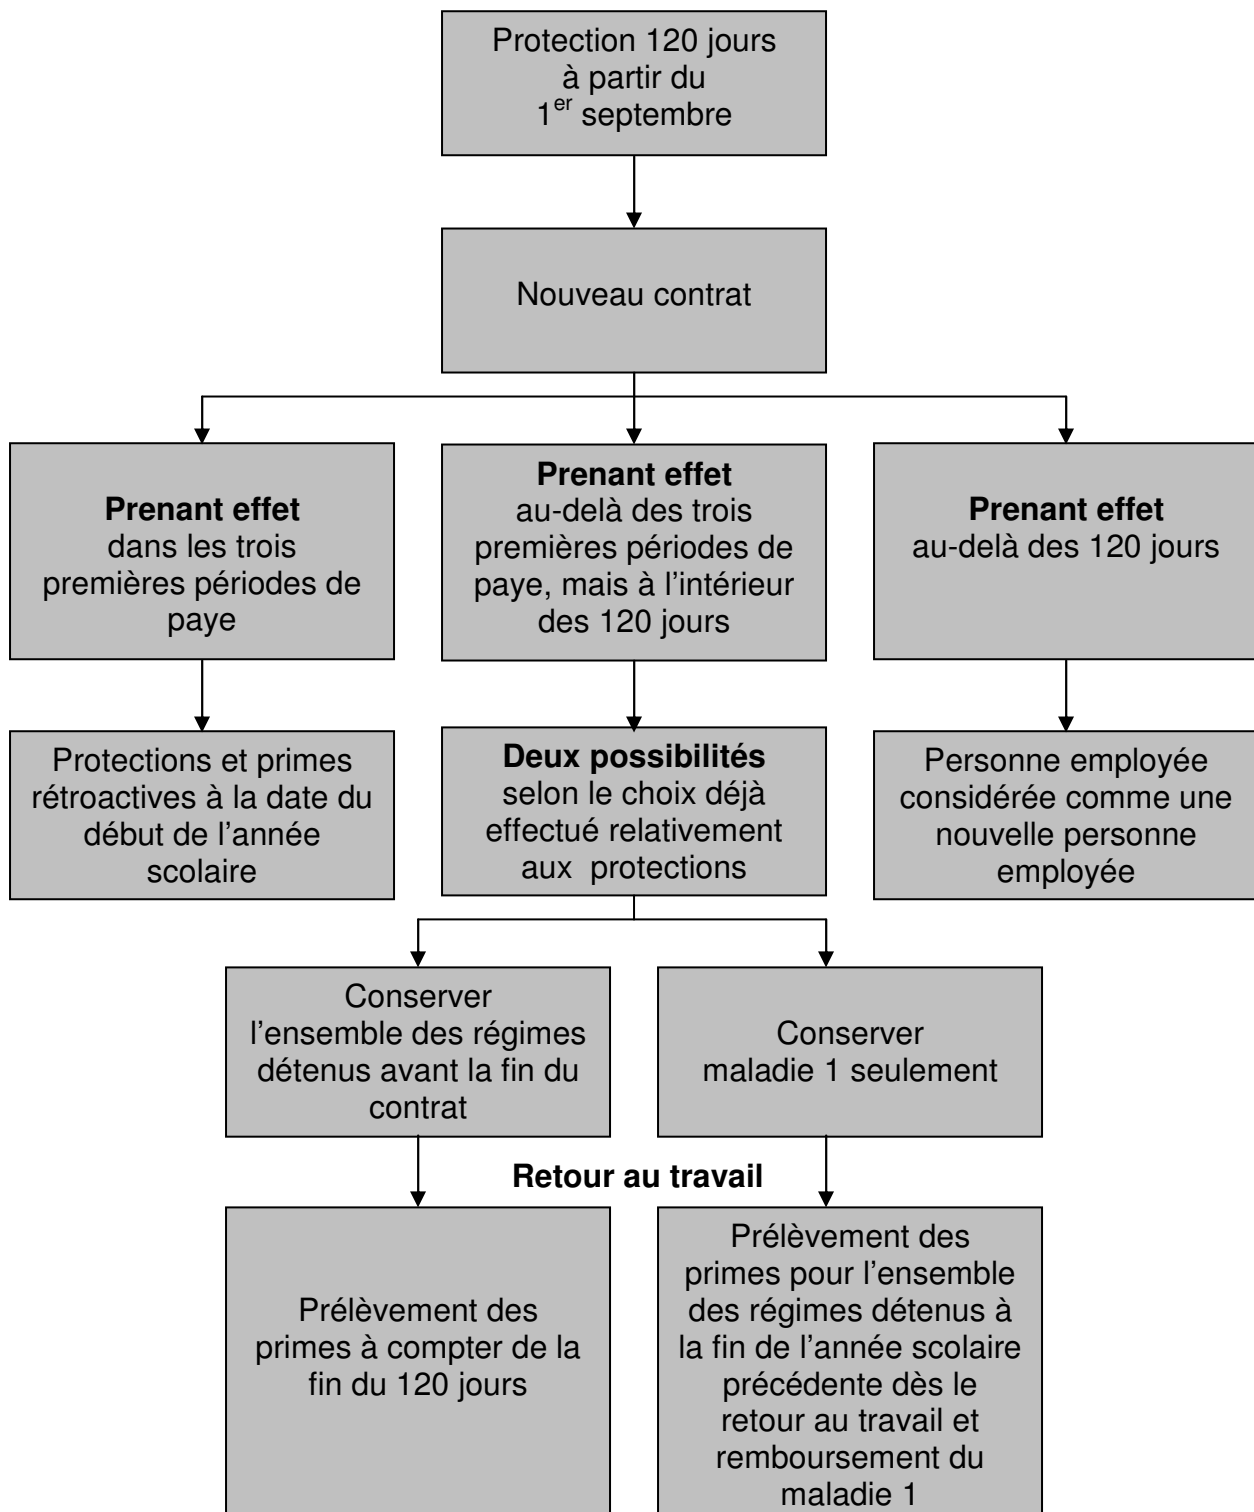 Protection 120 jours
à partir du
1er septembre
Nouveau contrat
Prenant effet
dans les trois
premières périodes de
paye
Prenant effet
au-delà des trois
premières périodes de
paye, mais à l’intérieur
des 120 jours
Prenant effet
au-delà des 120 jours
Protections et primes
rétroactives à la date du
début de l’année
scolaire
Deux possibilités
selon le choix déjà
effectué relativement
aux protections
Personne employée
considérée comme une
nouvelle personne
employée
Conserver
l’ensemble des régimes
détenus avant la fin du
contrat
Conserver
maladie 1 seulement
Retour au travail
Prélèvement des
primes à compter de la
fin du 120 jours
Prélèvement des
primes pour l’ensemble
des régimes détenus à
la fin de l’année scolaire
précédente dès le
retour au travail et
remboursement du
maladie 1